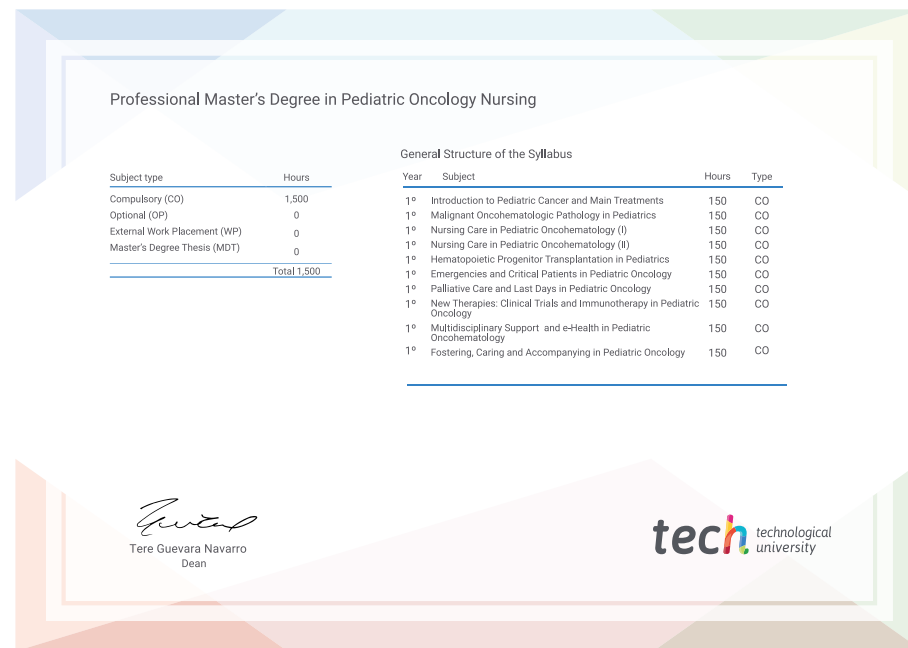 Professional Master's Degree in Pediatric Oncology Nursing
Subject type Hours
Compulsory (CO) 1,500
Optional (OP) 0
External Work Placement (WP) 0
Master's Degree Thesis (MDT) 0
Total 1,500
General Structure of the Syllabus
Year Subject Hours Type
1º Introduction to Pediatric Cancer and Main Treatments 150 CO
1º Malignant Oncohematologic Pathology in Pediatrics 150 CO
1º Nursing Care in Pediatric Oncohematology (I) 150 CO
1º Nursing Care in Pediatric Oncohematology (II) 150 CO
1º Hematopoietic Progenitor Transplantation in Pediatrics 150 CO
1º Emergencies and Critical Patients in Pediatric Oncology 150 CO
1º Palliative Care and Last Days in Pediatric Oncology 150 CO
1º New Therapies: Clinical Trials and Immunotherapy in Pediatric 150 CO
Oncology
1º Multidisciplinary Support and e-Health in Pediatric 150 CO
Oncohematology
1º Fostering, Caring and Accompanying in Pediatric Oncology 150 CO
Tere Guevara Navarro
Dean
tech technological
university